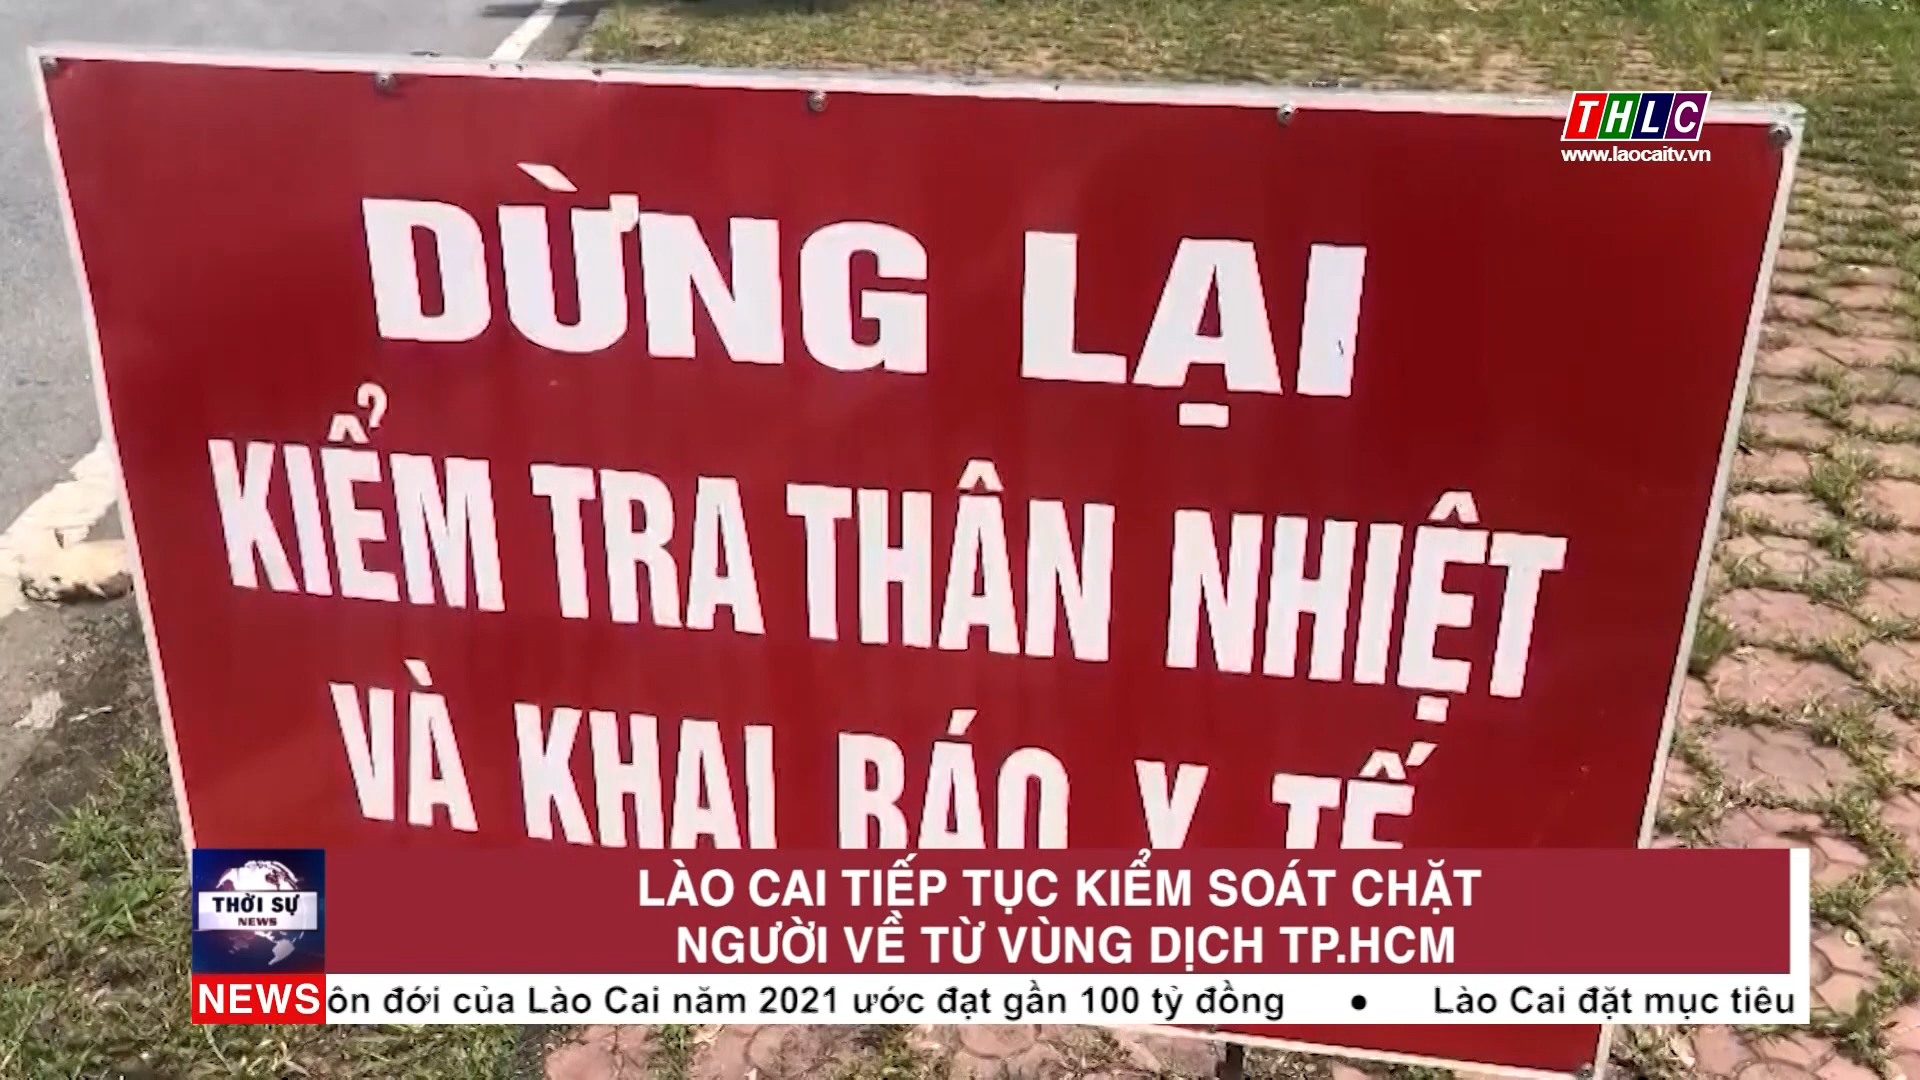 THLC
www.laocaitv.vn
DỪNG LẠI
KIỂM TRA THÂN NHIỆT
VÀ KHAI BÁO Y TẾ
LÀO CAI TIẾP TỤC KIỂM SOÁT CHẶT
NGƯỜI VỀ TỪ VÙNG DỊCH TP.HCM
THỜI SỰ
NEWS
NEWS
ôn đới của Lào Cai năm 2021 ước đạt gần 100 tỷ đồng • Lào Cai đặt mục tiêu